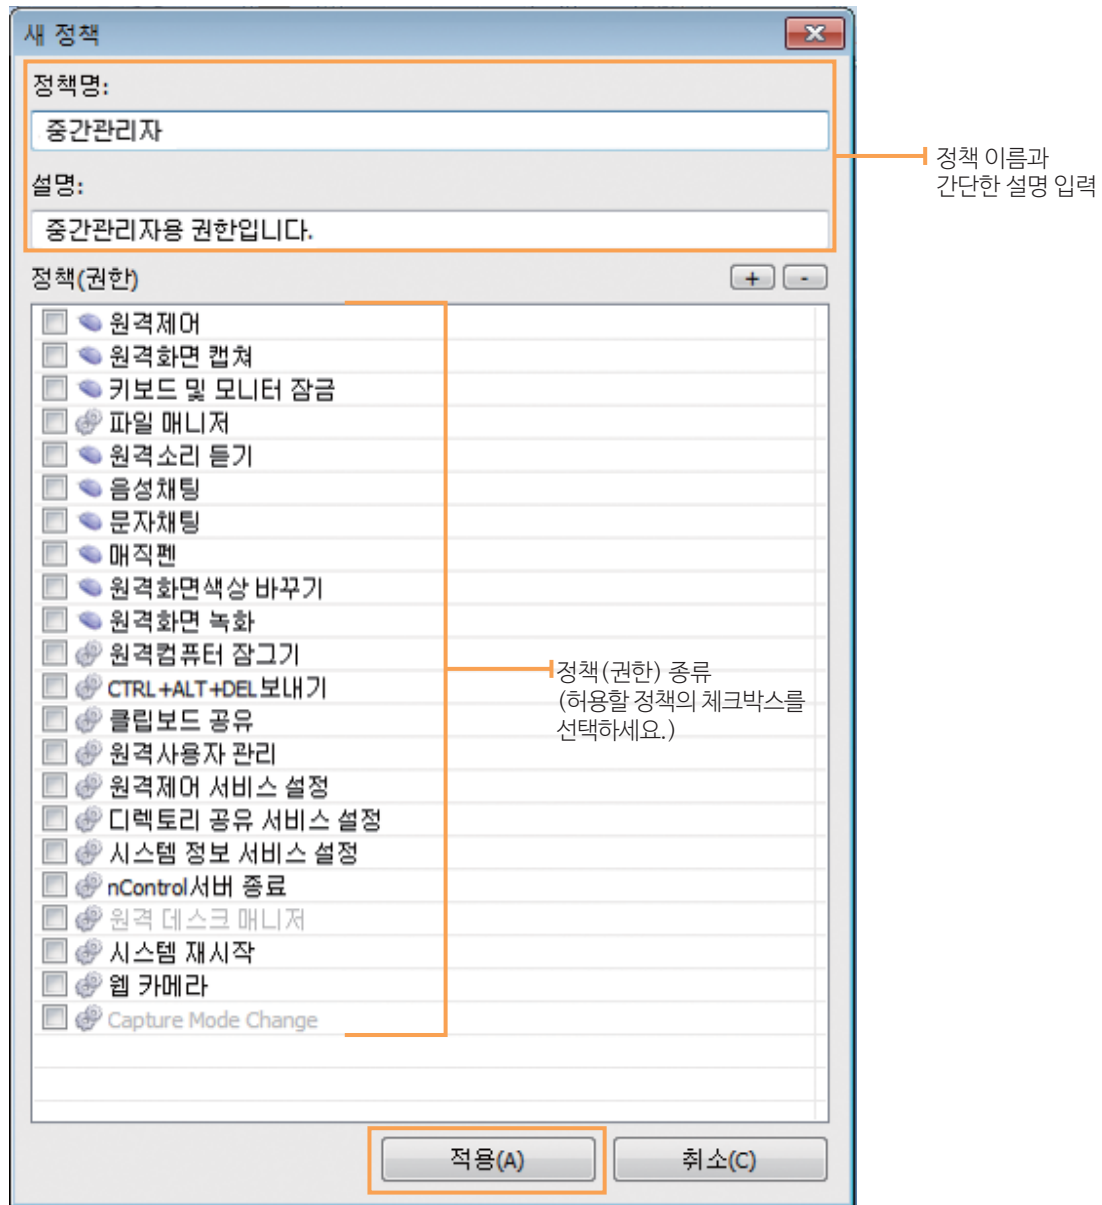 새 정책
정책명:
중간관리자
정책 이름과
간단한 설명 입력
설명:
중간관리자용 권한입니다.
정책(권한)
+ -
원격제어
원격화면 캡쳐
키보드 및 모니터 잠금
파일 매니저
원격소리 듣기
음성채팅
문자채팅
매직펜
원격화면색상 바꾸기
원격화면 녹화
원격컴퓨터 잠그기
CTRL+ALT+DEL보내기
클립보드 공유
원격사용자 관리
원격제어 서비스 설정
디렉토리 공유 서비스 설정
시스템 정보 서비스 설정
nControl서버 종료
원격 데스크 매니저
시스템 재시작
웹 카메라
Capture Mode Change
정책(권한) 종류
(허용할 정책의 체크박스를
선택하세요.)
적용(A)
취소(C)